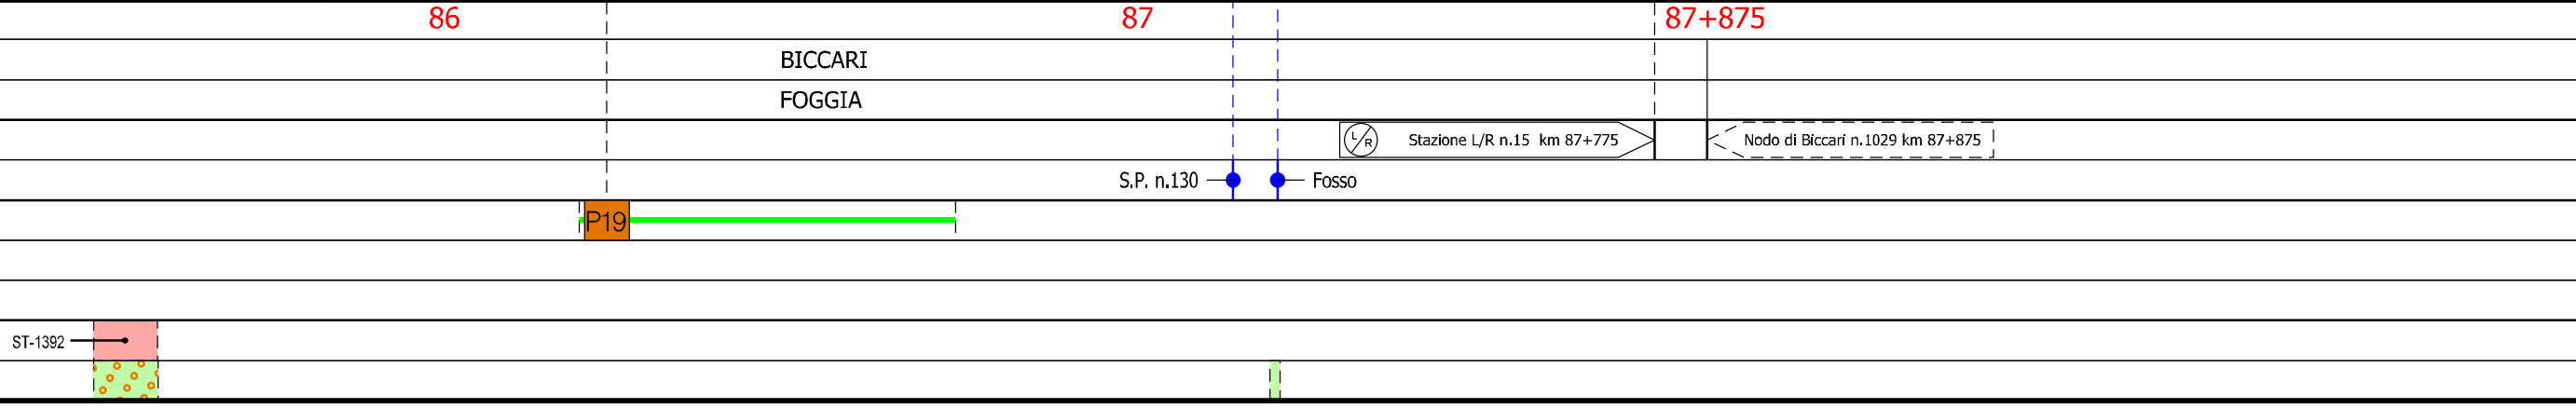 86
87
87+875
BICCARI
FOGGIA
L/R
Stazione L/R n.15 km 87+775
Nodo di Biccari n.1029 km 87+875
S.P. n.130
Fosso
P19
ST-1392